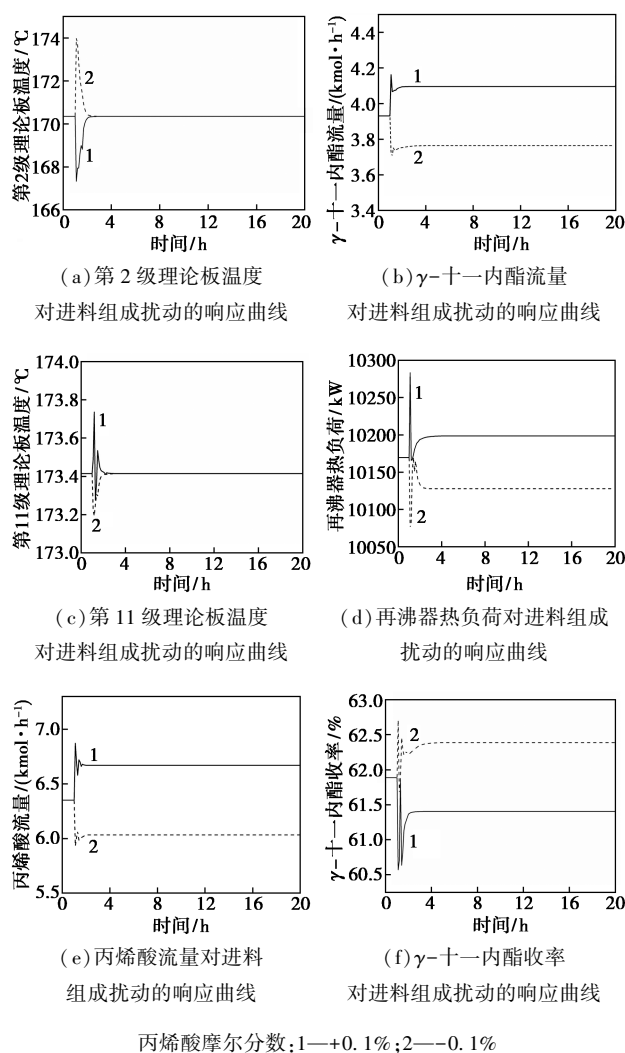 第2级理论板温度/℃
174
172
170
168
166
0 4 8 12 16 20
时间/h
1
2
(a)第 2 级理论板温度
对进料组成扰动的响应曲线
γ-十一内酯流量/(kmol·h⁻¹)
4.4
4.2
4.0
3.8
3.6
3.4
0 4 8 12 16 20
时间/h
1
2
(b)γ-十一内酯流量
对进料组成扰动的响应曲线
第11级理论板温度/℃
174.0
173.8
173.6
173.4
173.2
173.0
0 4 8 12 16 20
时间/h
1
2
(c)第 11 级理论板温度
对进料组成扰动的响应曲线
再沸器热负荷/kW
10300
10250
10200
10150
10100
10050
0 4 8 12 16 20
时间/h
1
2
(d)再沸器热负荷对进料组成
扰动的响应曲线
丙烯酸流量/(kmol·h⁻¹)
7.0
6.5
6.0
5.5
0 4 8 12 16 20
时间/h
1
2
(e)丙烯酸流量对进料
组成扰动的响应曲线
γ-十一内酯收率/%
63.0
62.5
62.0
61.5
61.0
60.5
0 4 8 12 16 20
时间/h
2
1
(f)γ-十一内酯收率
对进料组成扰动的响应曲线
丙烯酸摩尔分数:1—+0.1%;2—-0.1%